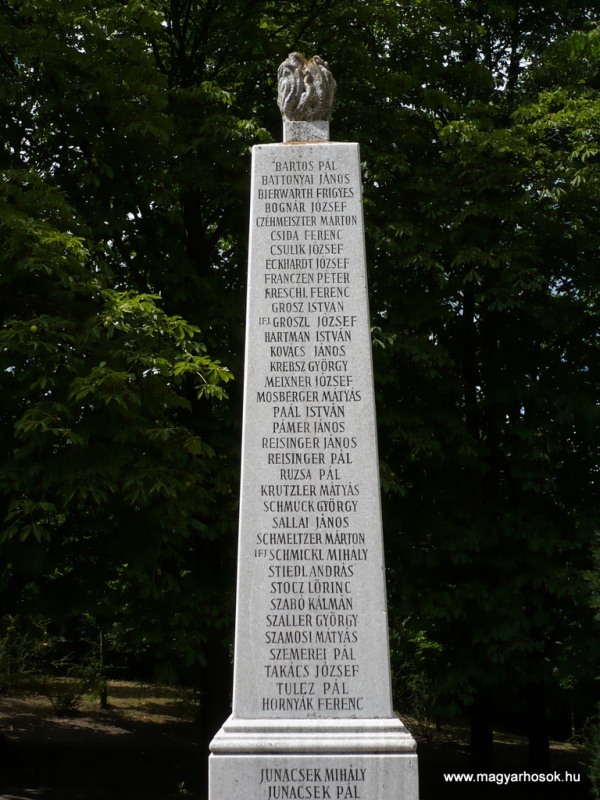 BARTOS PÁL
BATTONYAI JÁNOS
BIERWARTH FRIGYES
BOGNÁR JÓZSEF
CZEHMEISZTER MÁRTON
CSIDA FERENC
CSULIK JÓZSEF
ECKHARDT JÓZSEF
FRANCZEN PÉTER
KRESCHL FERENC
GROSZ ISTVÁN
IFJ GRÖSZL JÓZSEF
HARTMAN ISTVÁN
KOVÁCS JÁNOS
KREBSZ GYÖRGY
MEIXNER JÓZSEF
MOSBERGER MÁTYÁS
PAÁL ISTVÁN
PÁMER JÁNOS
REISINGER JÁNOS
REISINGER PÁL
RUZSA PÁL
KRUTZLER MÁTYÁS
SCHMUCK GYÖRGY
SALLAI JÁNOS
SCHMELTZER MÁRTON
IFJ SCHMICKL MIHÁLY
STIEDL ANDRÁS
STOCZ LŐRINC
SZABÓ KÁLMÁN
SZALLER GYÖRGY
SZAMOSI MÁTYÁS
SZEMEREI PÁL
TAKÁCS JÓZSEF
TULEZ PÁL
HORNYÁK FERENC
JUNACSEK MIHÁLY
JUNACSEK PÁL
www.magyarhosok.hu